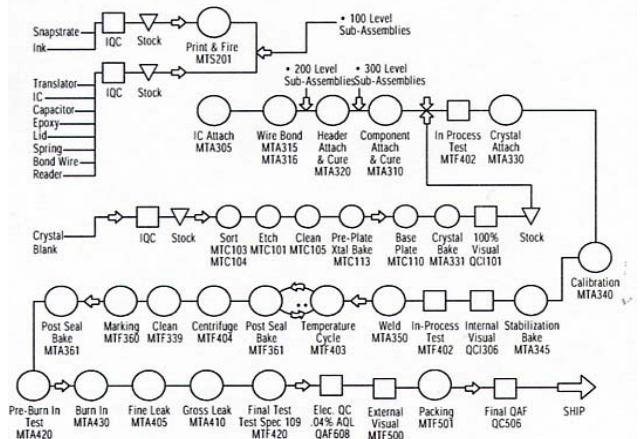 Snapstrate
Ink
IQC
Stock
Print & Fire
MTS201
• 100 Level
Sub-Assemblies
Translator
IC
Capacitor
Epoxy
Lid
Spring
Bond Wire
Reader
IQC
Stock
• 200 Level
Sub-Assemblies
• 300 Level
Sub-Assemblies
IC Attach
MTA305
Wire Bond
MTA315
MTA316
Header
Attach
& Cure
MTA320
Component
Attach
& Cure
MTA310
In Process
Test
MTF402
Crystal
Attach
MTA330
Crystal
Blank
IQC
Stock
Sort
MTC103
MTC104
Etch
MTC101
Clean
MTC105
Pre-Plate
Xtal Bake
MTC113
Base
Plate
MTC110
Crystal
Bake
MTA331
100%
Visual
QCI101
Stock
Calibration
MTA340
Post Seal
Bake
MTA361
Marking
MTF360
Clean
MTF339
Centrifuge
MTF404
Post Seal
Bake
MTF361
Temperature
Cycle
MTF403
Weld
MTA350
In-Process
Test
MTF402
Internal
Visual
QCI306
Stabilization
Bake
MTA345
Pre-Burn In
Test
MTA420
Burn In
MTA430
Fine Leak
MTA405
Gross Leak
MTA410
Final Test
Test Spec 109
MTF420
Elec. QC
.04% AQL
QAF608
External
Visual
MTF500
Packing
MTF501
Final QAF
QC506
SHIP